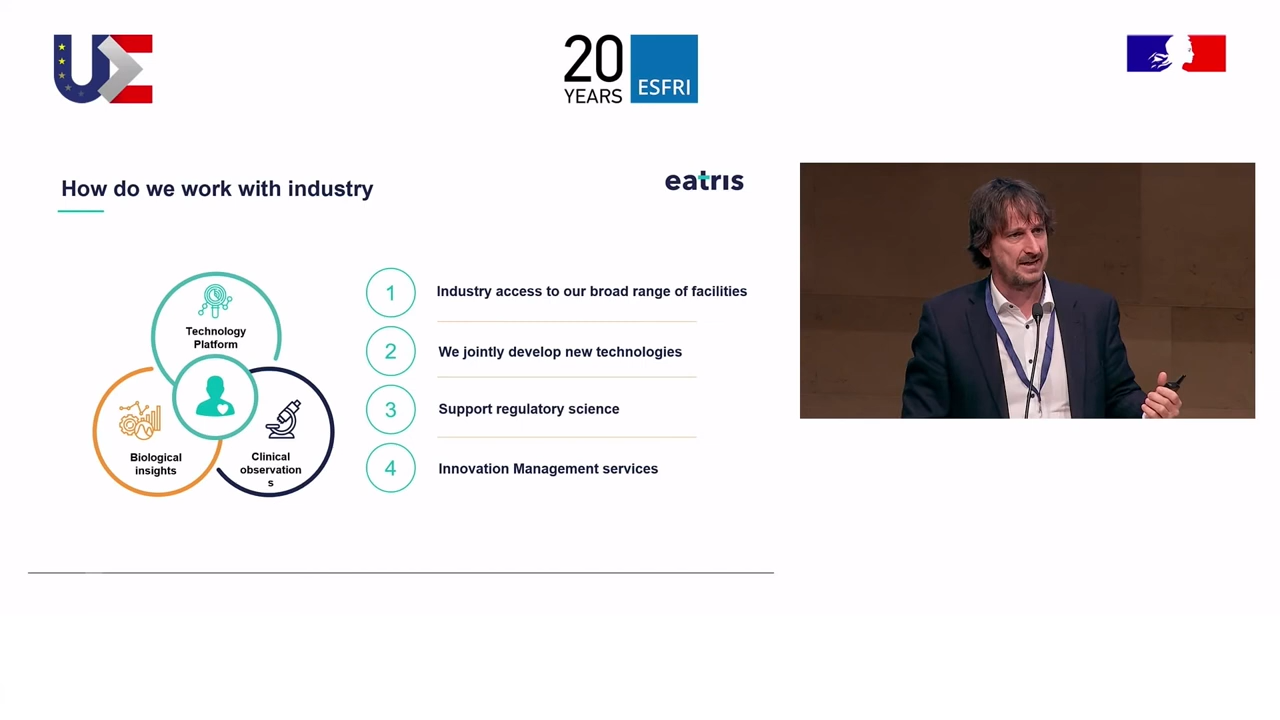 UE
20
YEARS
ESFRI
How do we work with industry
eatris
Technology
Platform
Biological
insights
Clinical
observation
s
1
Industry access to our broad range of facilities
2
We jointly develop new technologies
3
Support regulatory science
4
Innovation Management services